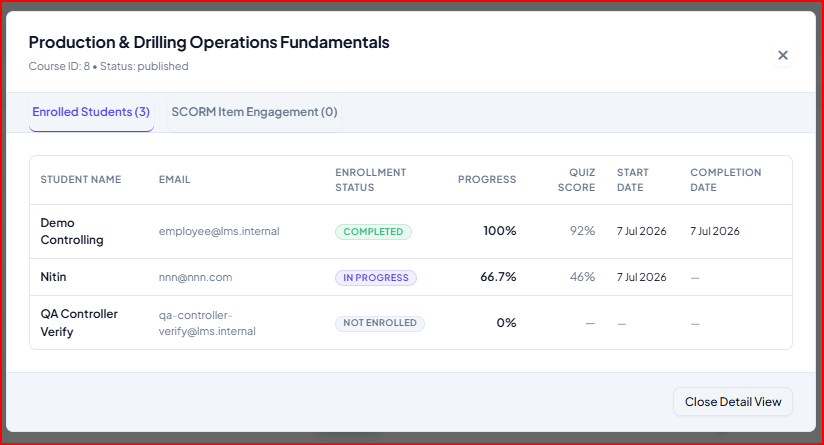 Production & Drilling Operations Fundamentals
Course ID: 8 • Status: published
Enrolled Students (3) SCORM Item Engagement (0)
STUDENT NAME EMAIL ENROLLMENT STATUS PROGRESS QUIZ SCORE START DATE COMPLETION DATE
Demo Controlling employee@lms.internal COMPLETED 100% 92% 7 Jul 2026 7 Jul 2026
Nitin nnn@nnn.com IN PROGRESS 66.7% 46% 7 Jul 2026 —
QA Controller Verify qa-controller-verify@lms.internal NOT ENROLLED 0% — — —
Close Detail View